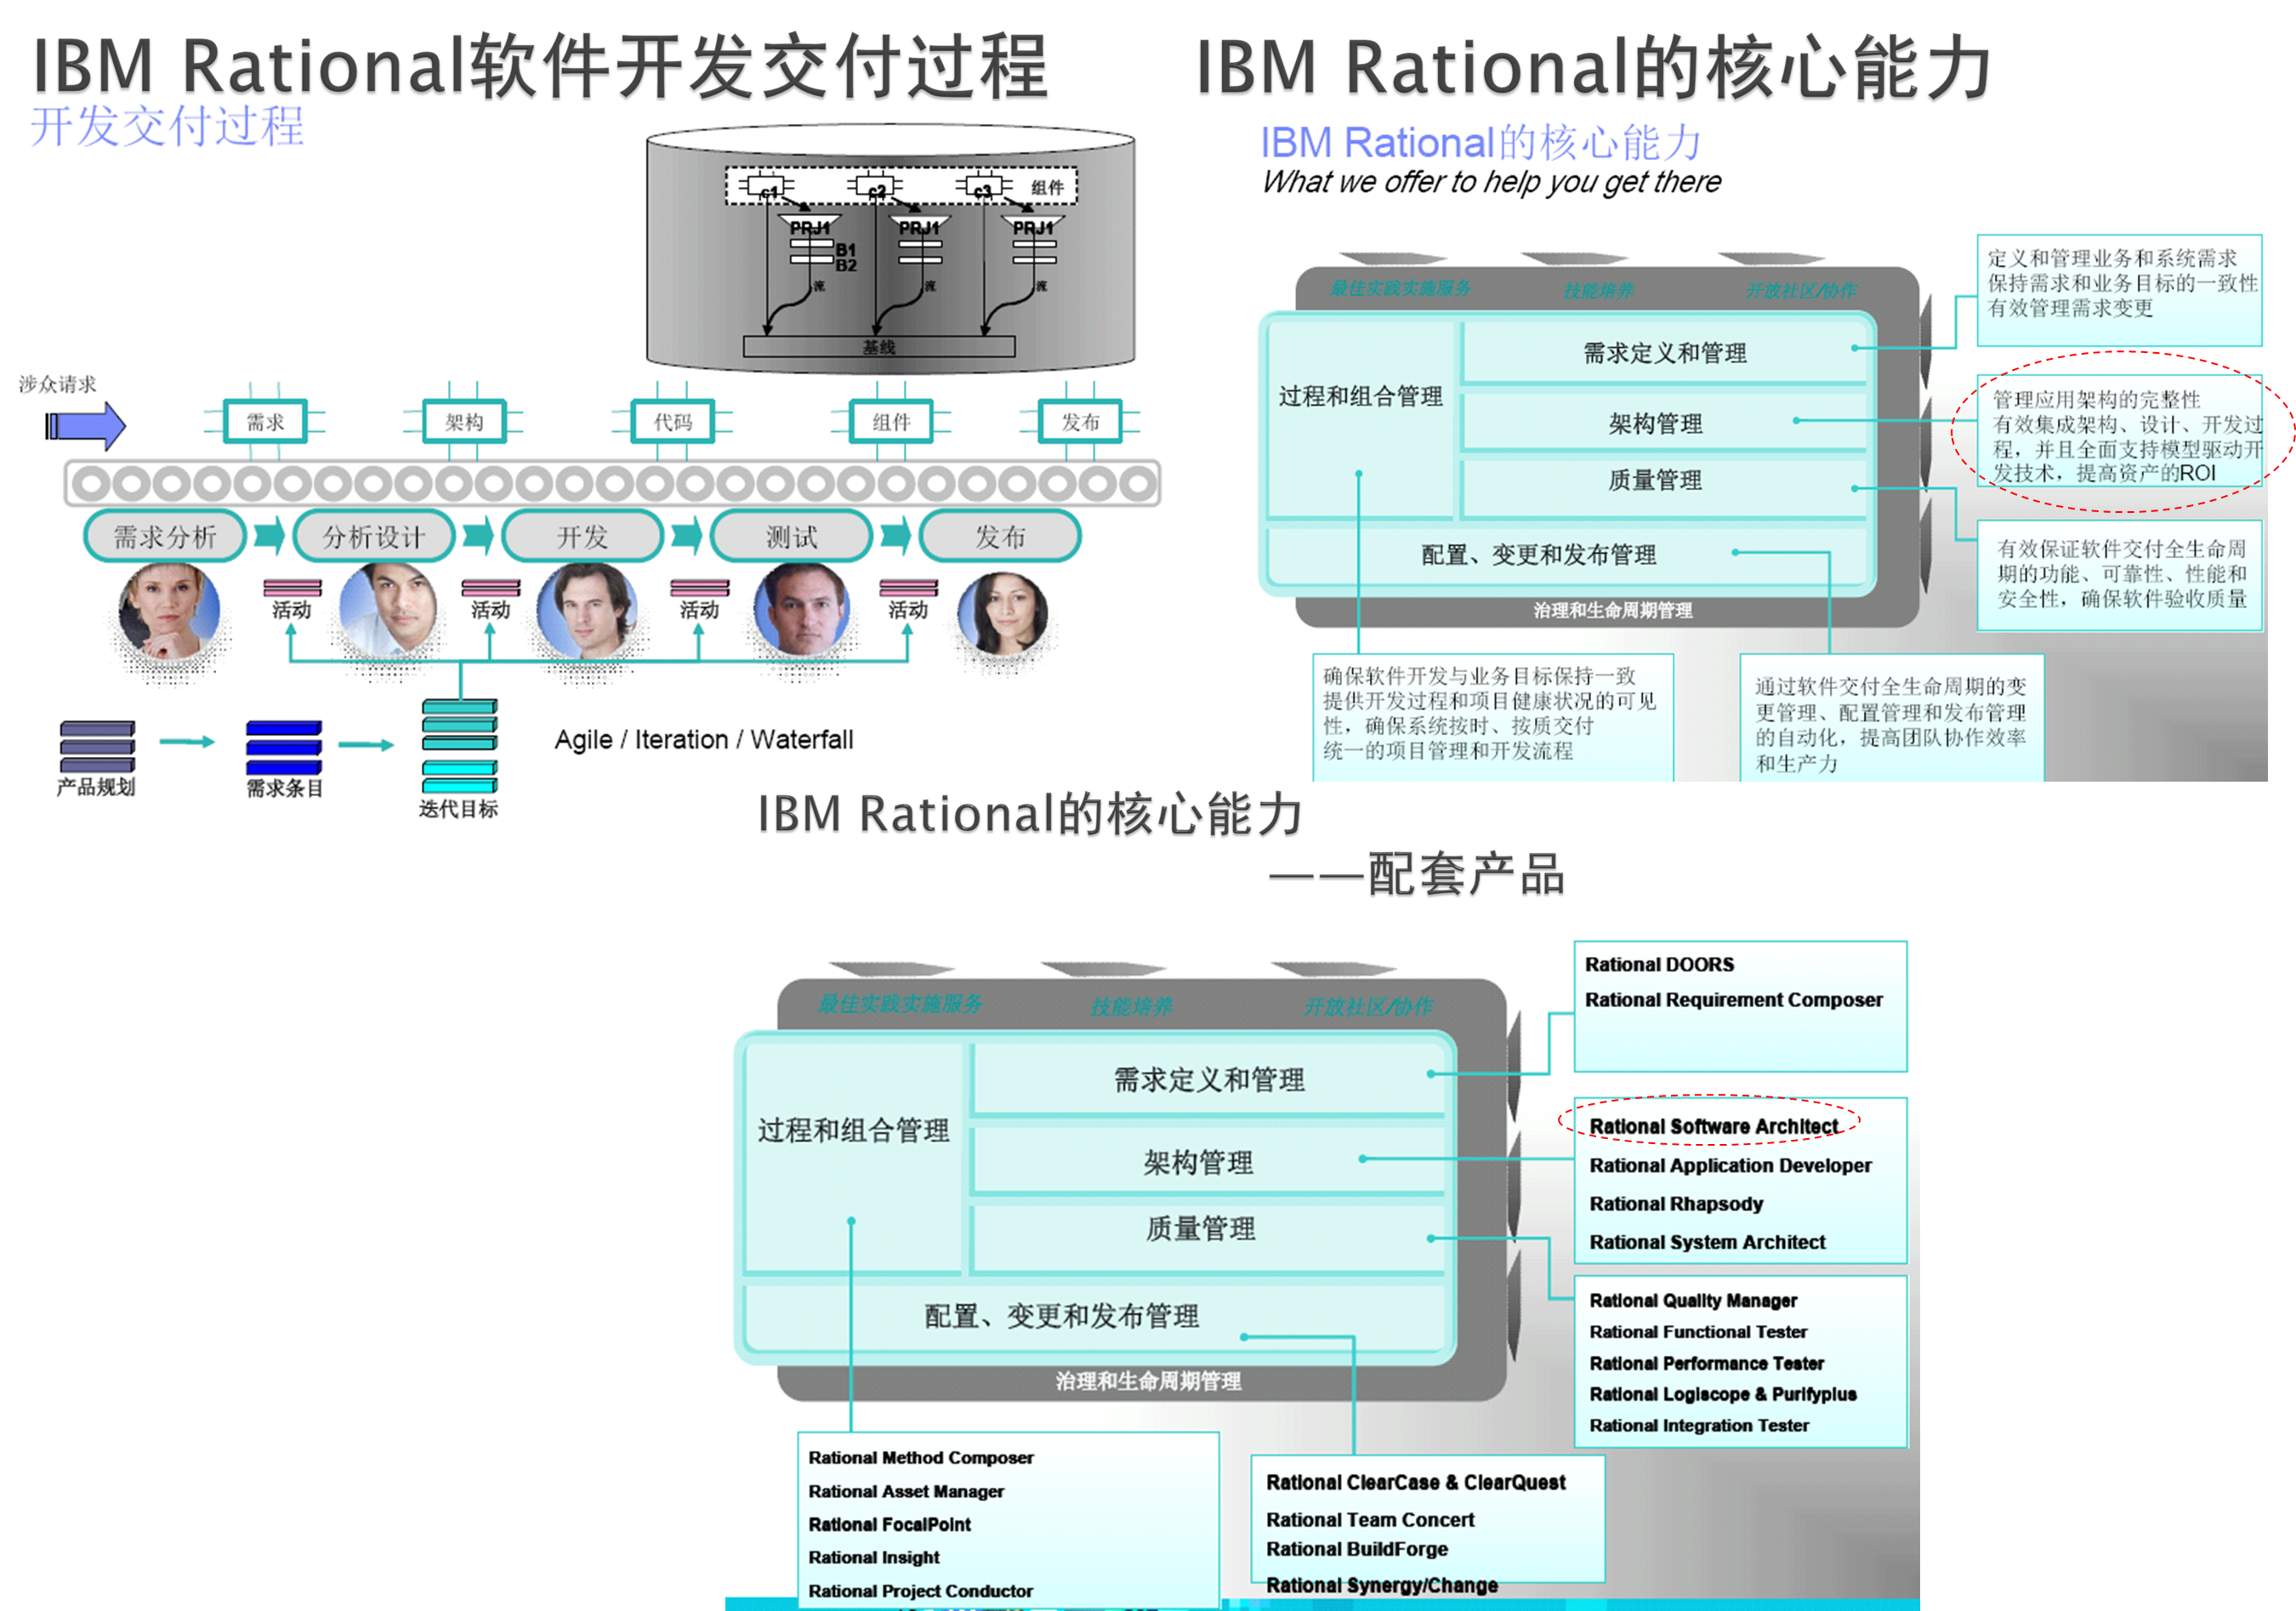 IBM Rational软件开发交付过程
开发交付过程
c1
c2
c3
组件
PRJ1
PRJ1
PRJ1
B1
B2
流
流
流
基线
涉众请求
需求
架构
代码
组件
发布
需求分析
分析设计
开发
测试
发布
活动
活动
活动
活动
产品规划
需求条目
迭代目标
Agile / Iteration / Waterfall
IBM Rational的核心能力
IBM Rational的核心能力
What we offer to help you get there
最佳实践实施服务
技能培养
开放社区/协作
过程和组合管理
需求定义和管理
架构管理
质量管理
配置、变更和发布管理
治理和生命周期管理
定义和管理业务和系统需求
保持需求和业务目标的一致性
有效管理需求变更
管理应用架构的完整性
有效集成架构、设计、开发过
程，并且全面支持模型驱动开
发技术，提高资产的ROI
有效保证软件交付全生命周
期的功能、可靠性、性能和
安全性，确保软件验收质量
确保软件开发与业务目标保持一致
提供开发过程和项目健康状况的可见
性，确保系统按时、按质交付
统一的项目管理和开发流程
通过软件交付全生命周期的变
更管理、配置管理和发布管理
的自动化，提高团队协作效率
和生产力
IBM Rational的核心能力
——配套产品
最佳实践实施服务
技能培养
开放社区/协作
过程和组合管理
需求定义和管理
架构管理
质量管理
配置、变更和发布管理
治理和生命周期管理
Rational DOORS
Rational Requirement Composer
Rational Software Architect
Rational Application Developer
Rational Rhapsody
Rational System Architect
Rational Quality Manager
Rational Functional Tester
Rational Performance Tester
Rational Logiscope & Purifyplus
Rational Integration Tester
Rational Method Composer
Rational Asset Manager
Rational FocalPoint
Rational Insight
Rational Project Conductor
Rational ClearCase & ClearQuest
Rational Team Concert
Rational BuildForge
Rational Synergy/Change